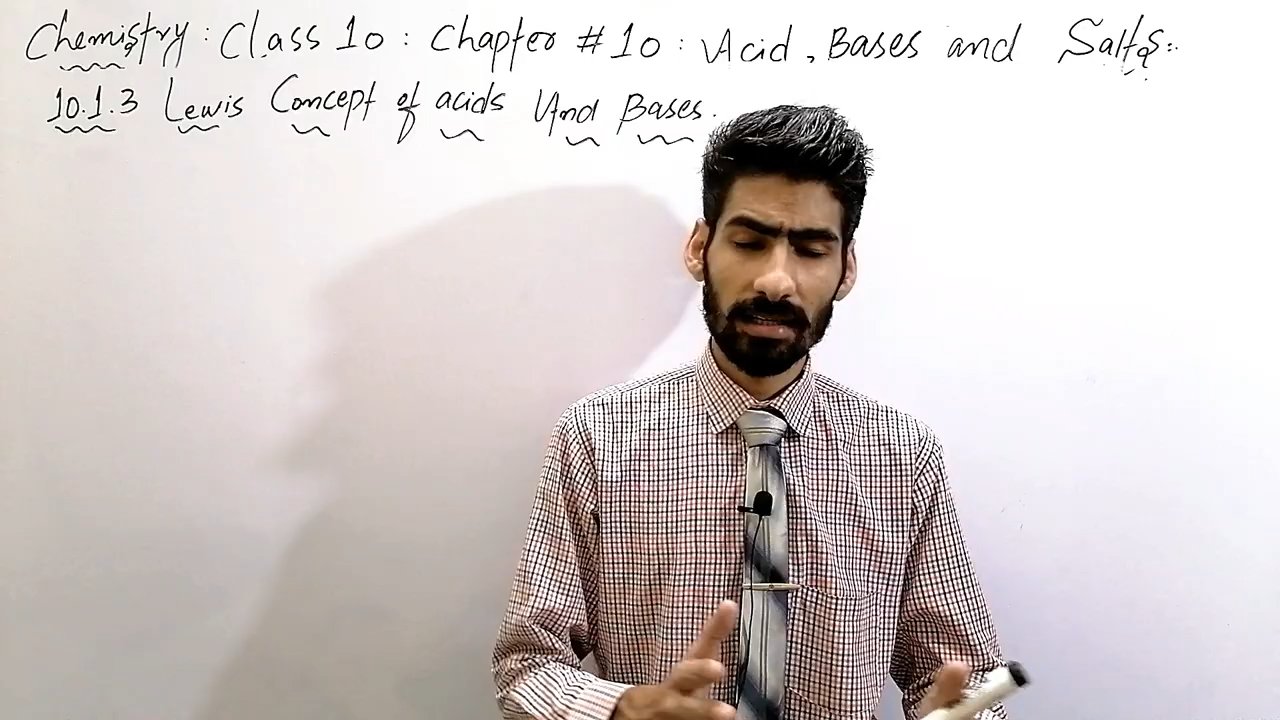 Chemistry : Class 10 : Chapter # 10 : Acid , Bases and Salts :
10.1.3 Lewis Concept of acids And Bases.